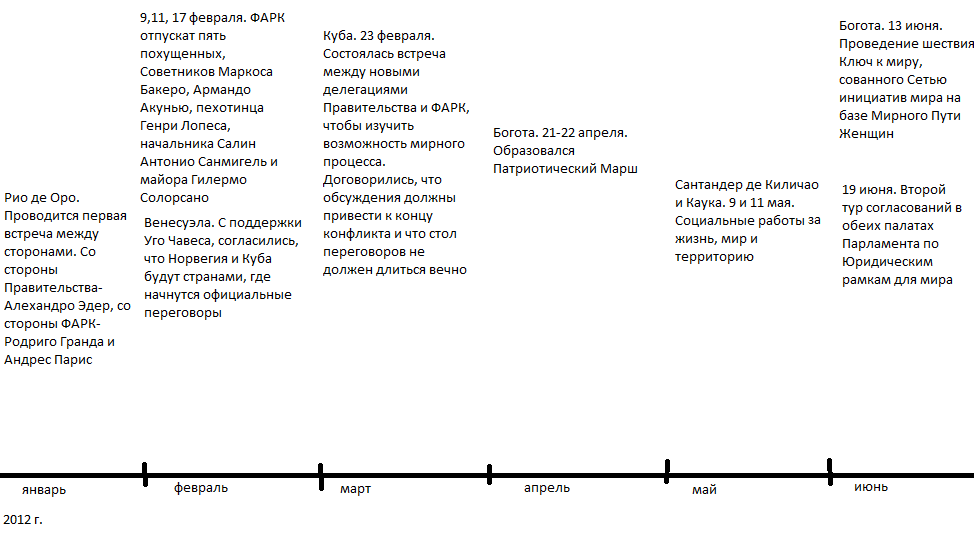 Рио де Оро.
Проводится первая
встреча между
сторонами. Со
стороны
Правительства-
Алехандро Эдер, со
стороны ФАРК-
Родриго Гранда и
Андрес Парис
9,11, 17 февраля. ФАРК
отпускат пять
похущенных,
Советников Маркоса
Бакеро, Армандо
Акунью, пехотинца
Генри Лопеса,
начальника Салин
Антонио Санмигель и
майора Гилермо
Солорсано
Венесуэла. С поддержки
Уго Чавеса, согласились,
что Норвегия и Куба
будут странами, где
начнутся официальные
переговоры
Куба. 23 февраля.
Состоялась встреча
между новыми
делегациями
Правительства и ФАРК,
чтобы изучить
возможность мирного
процесса.
Договорились, что
обсуждения должны
привести к концу
конфликта и что стол
переговоров не
должен длиться вечно
Богота. 21-22 апреля.
Образовался
Патриотический Марш
Сантандер де Киличао
и Каука. 9 и 11 мая.
Социальные работы за
жизнь, мир и
территорию
Богота. 13 июня.
Проведение шествия
Ключ к миру,
сованного Сетью
инициатив мира на
базе Мирного Пути
Женщин
19 июня. Второй
тур согласований в
обеих палатах
Парламента по
Юридическим
рамкам для мира
январь
февраль
март
апрель
май
июнь
2012 г.